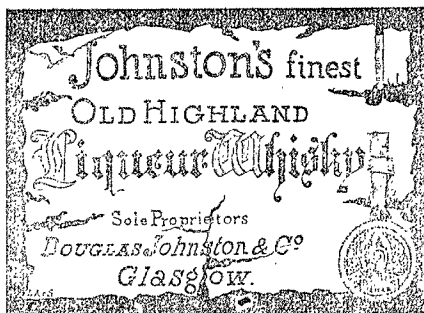 Johnston's finest
OLD HIGHLAND
Liqueur Whisky
Sole Proprietors
DOUGLAS JOHNSTON & Co
Glasgow.